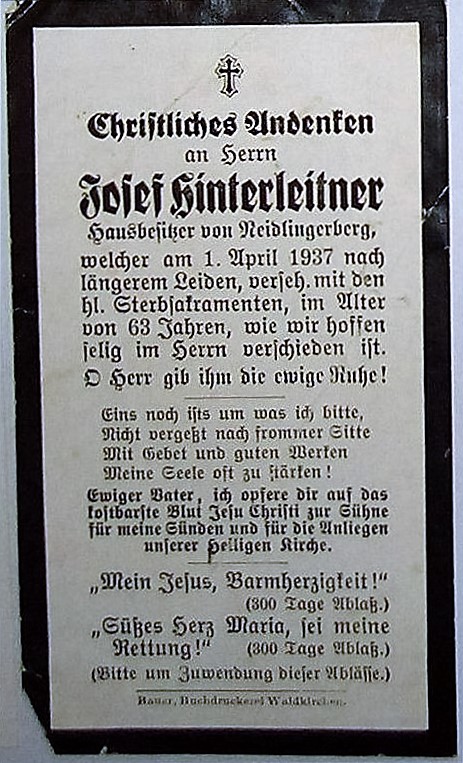 Christliches Andenken
an Herrn
Josef Hinterleitner
Hausbesitzer von Neidlingerberg,
welcher am 1. April 1937 nach
längerem Leiden, verseh. mit den
hl. Sterbsakramenten, im Alter
von 63 Jahren, wie wir hoffen
selig im Herrn verschieden ist.
O Herr gib ihm die ewige Ruhe!
Eins noch ists um was ich bitte,
Nicht vergeßt nach frommer Sitte
Mit Gebet und guten Werken
Meine Seele oft zu stärken!
Ewiger Vater, ich opfere dir auf das
kostbarste Blut Jesu Christi zur Sühne
für meine Sünden und für die Anliegen
unserer heiligen Kirche.
„Mein Jesus, Barmherzigkeit!“
(300 Tage Ablaß.)
„Süßes Herz Maria, sei meine
Rettung!“ (300 Tage Ablaß.)
(Bitte um Zuwendung dieser Ablässe.)
Bauer, Buchdruckerei Waldkirchen.